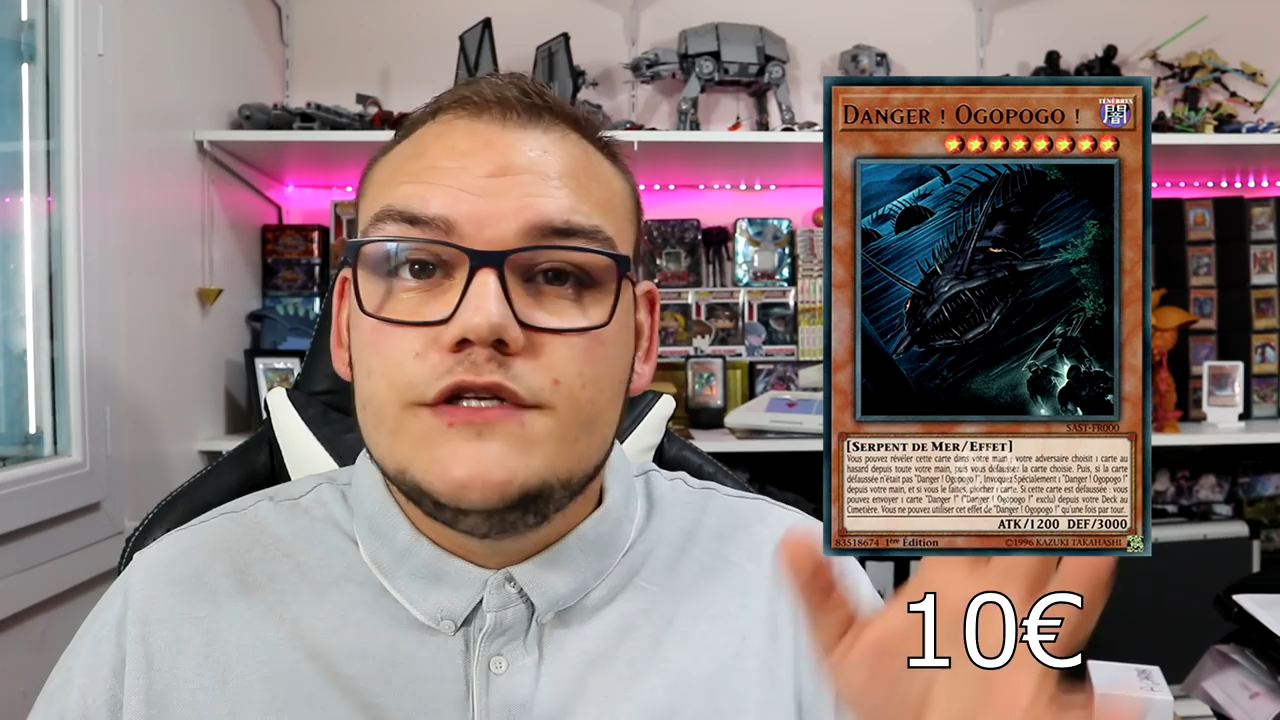 DANGER ! OGOPOGO !
TÉNÈBRES
闇
SAST-FR000
[SERPENT DE MER/EFFET]
Vous pouvez révéler cette carte dans votre main ; votre adversaire choisit 1 carte au
hasard depuis toute votre main, puis vous défaussez la carte choisie. Puis, si la carte
défaussée n'était pas "Danger ! Ogopogo !", Invoquez Spécialement 1 "Danger ! Ogopogo !"
depuis votre main, et si vous le faites, piochez 1 carte. Si cette carte est défaussée : vous
pouvez envoyer 1 carte "Danger !" ("Danger ! Ogopogo !" exclu) depuis votre Deck au
Cimetière. Vous ne pouvez utiliser cet effet de "Danger ! Ogopogo !" qu'une fois par tour.
ATK/1200 DEF/3000
83518674 1ère Édition ©1996 KAZUKI TAKAHASHI
10€